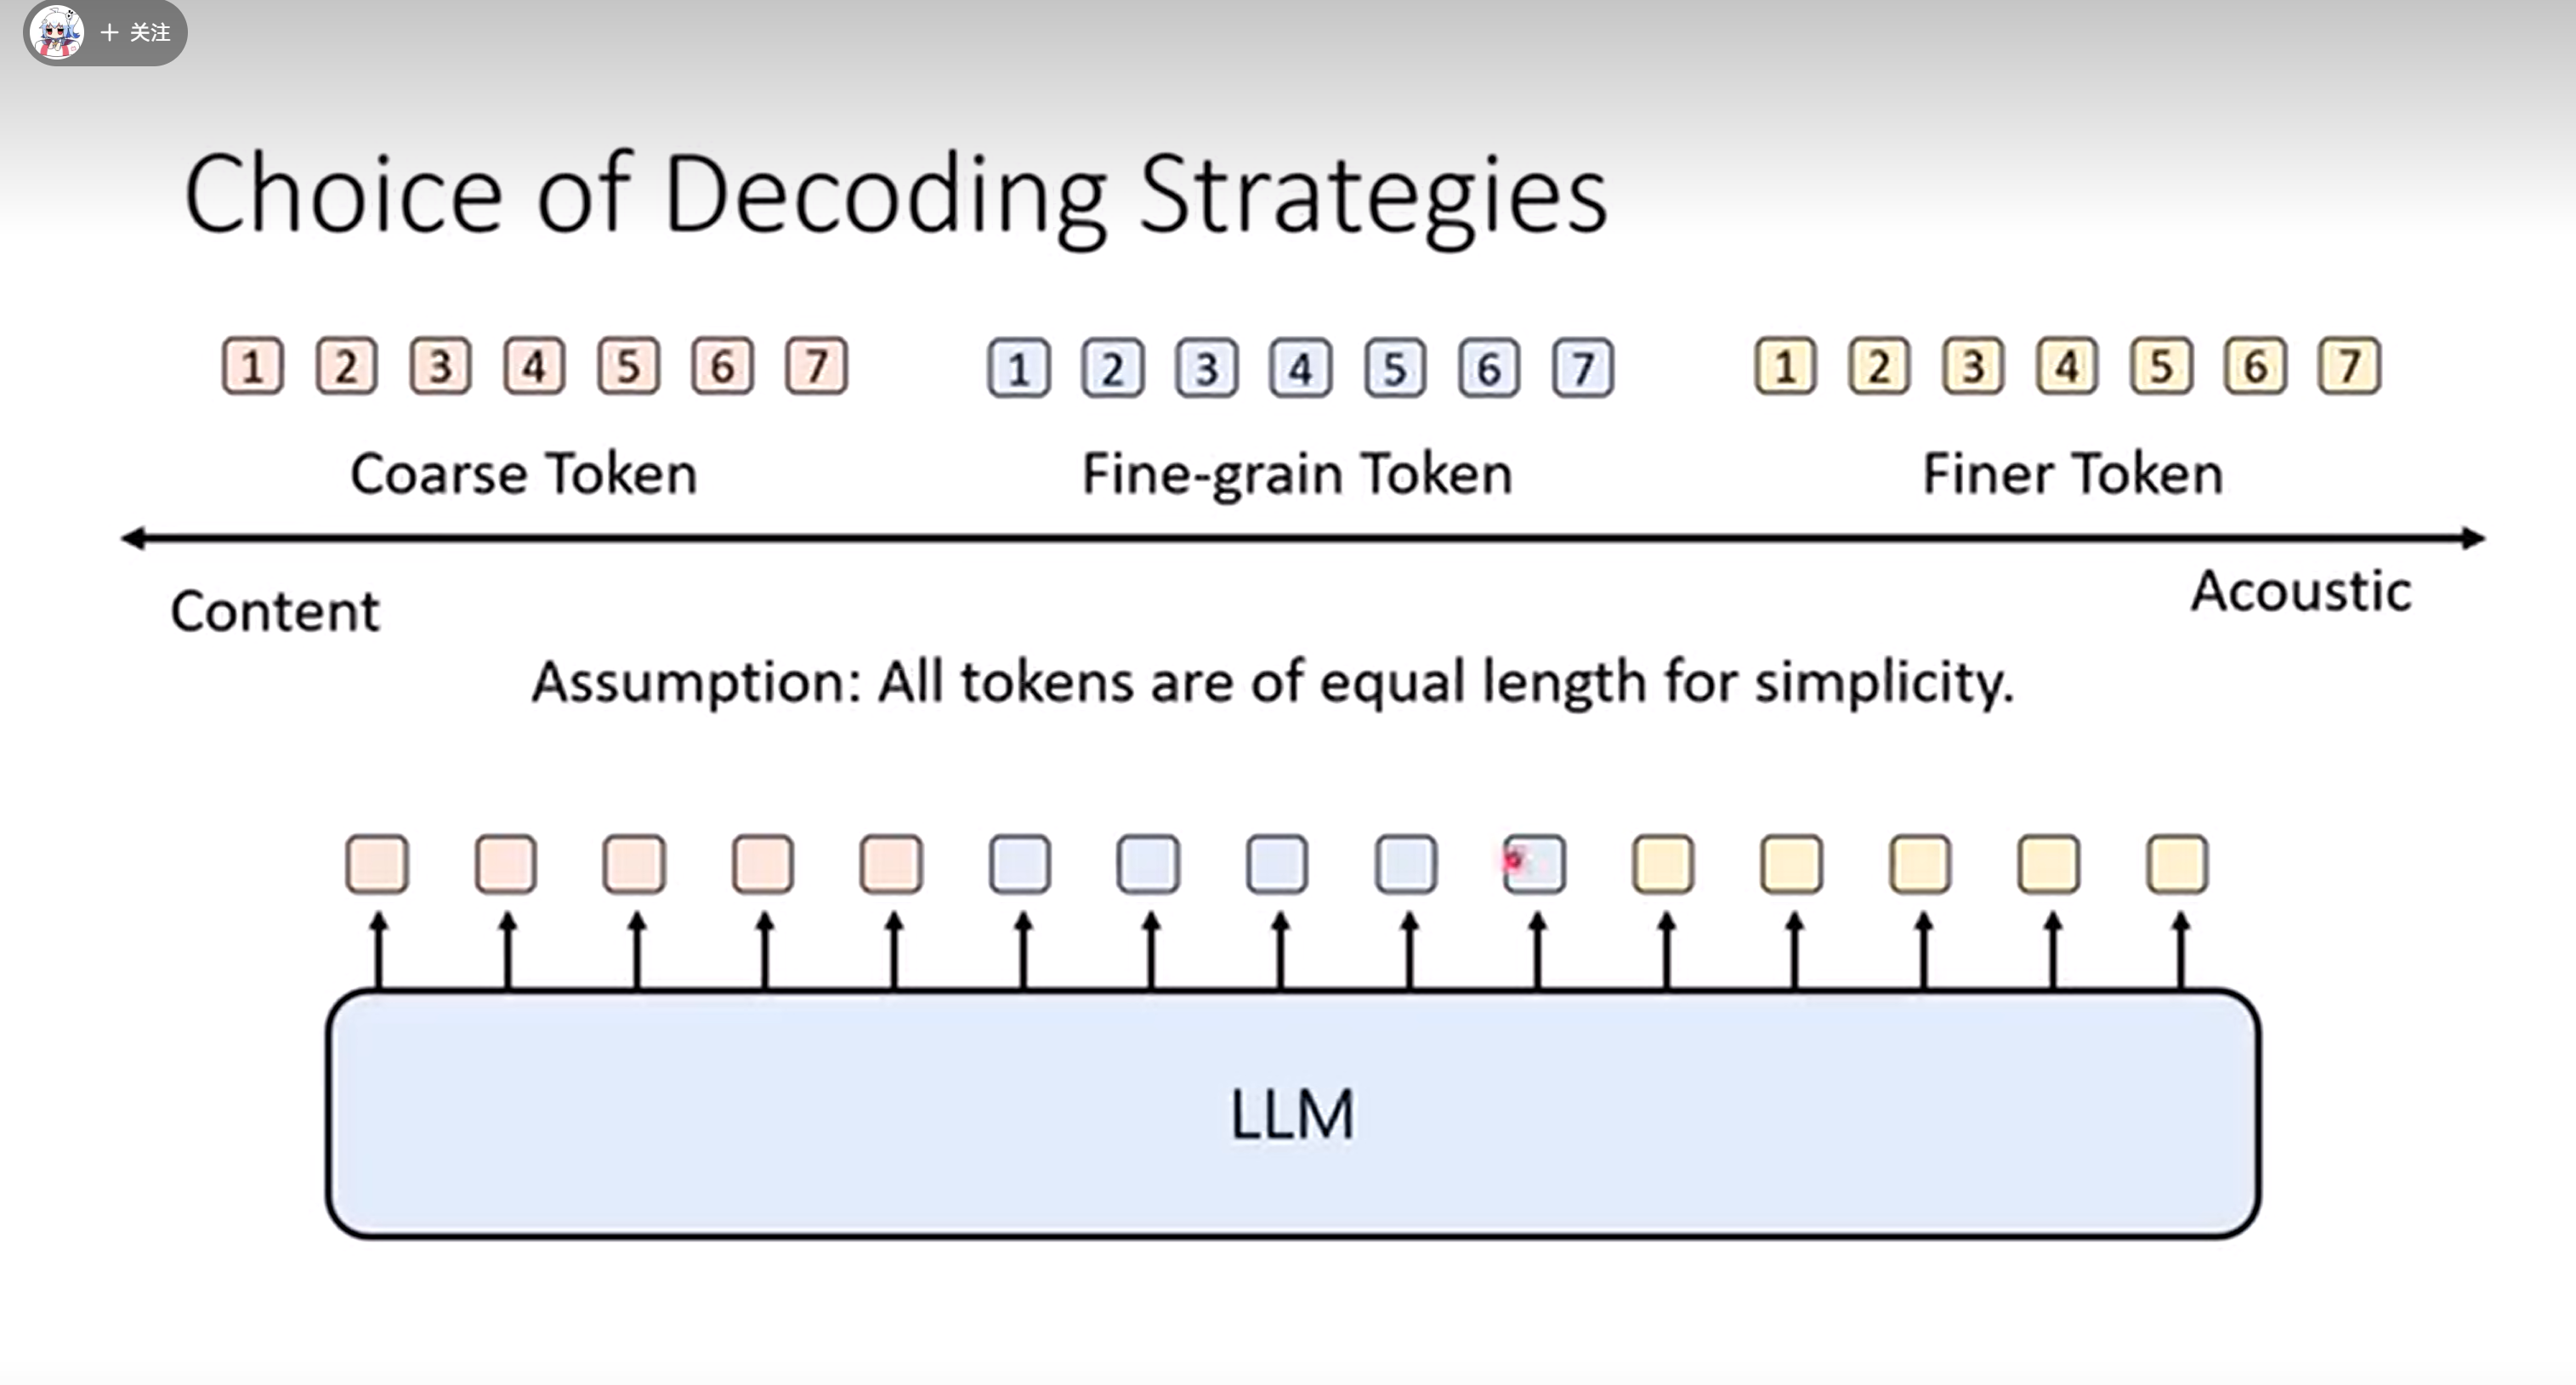 + 关注
Choice of Decoding Strategies
1 2 3 4 5 6 7 1 2 3 4 5 6 7 1 2 3 4 5 6 7
Coarse Token Fine-grain Token Finer Token
Content Acoustic
Assumption: All tokens are of equal length for simplicity.
LLM